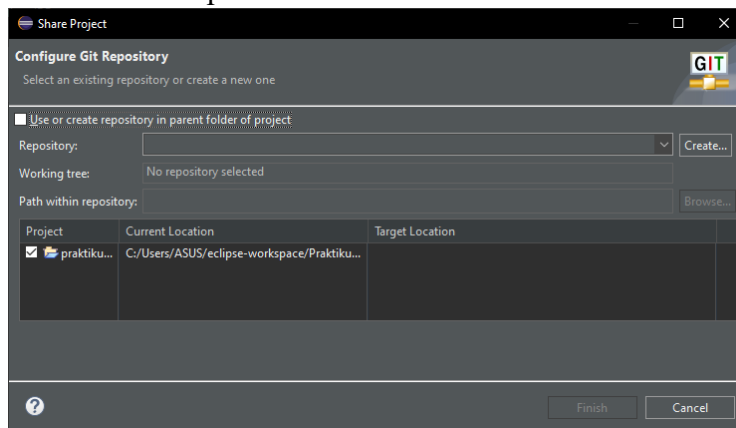 Share Project
Configure Git Repository
Select an existing repository or create a new one
GIT
Use or create repository in parent folder of project
Repository:
Create...
Working tree: No repository selected
Path within repository: Browse...
Project Current Location Target Location
praktiku... C:/Users/ASUS/eclipse-workspace/Praktiku...
Finish Cancel